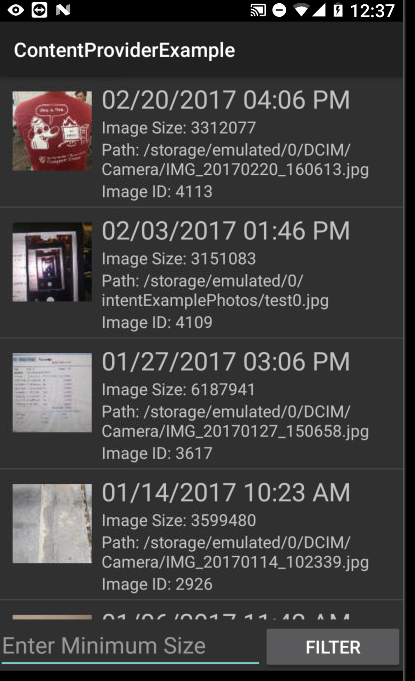 12:37
ContentProviderExample
02/20/2017 04:06 PM
Image Size: 3312077
Path: /storage/emulated/0/DCIM/
Camera/IMG_20170220_160613.jpg
Image ID: 4113
02/03/2017 01:46 PM
Image Size: 3151083
Path: /storage/emulated/0/
intentExamplePhotos/test0.jpg
Image ID: 4109
01/27/2017 03:06 PM
Image Size: 6187941
Path: /storage/emulated/0/DCIM/
Camera/IMG_20170127_150658.jpg
Image ID: 3617
01/14/2017 10:23 AM
Image Size: 3599480
Path: /storage/emulated/0/DCIM/
Camera/IMG_20170114_102339.jpg
Image ID: 2926
Enter Minimum Size
FILTER